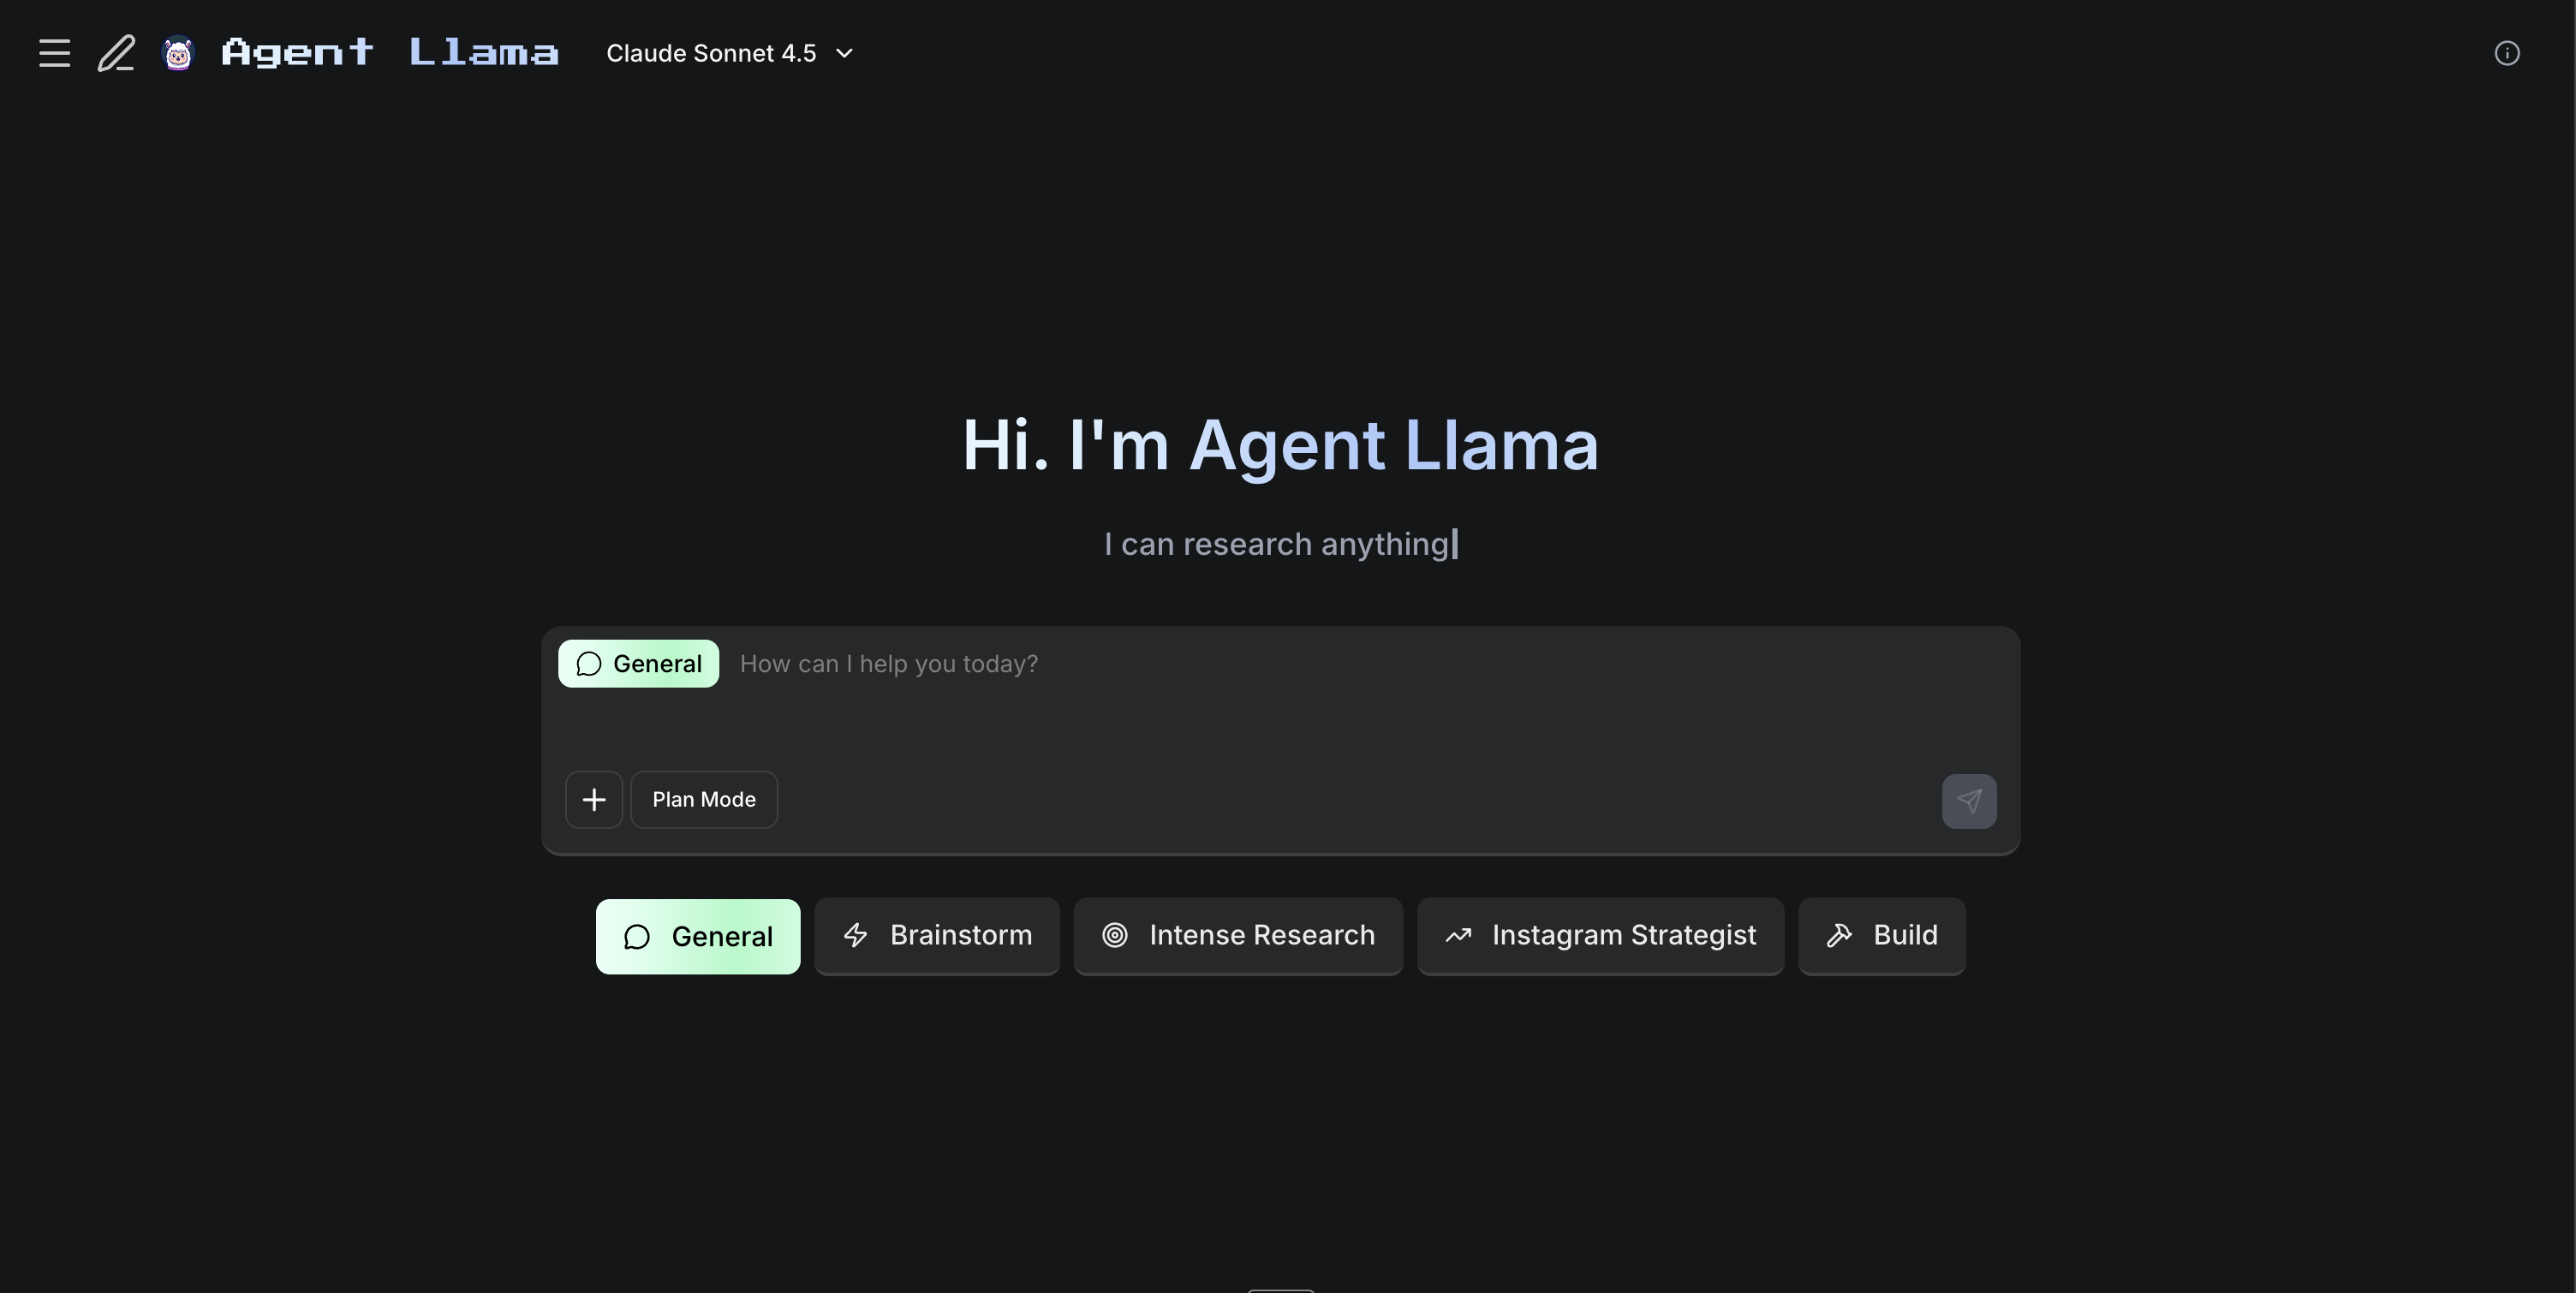 Agent Llama Claude Sonnet 4.5
Hi. I'm Agent Llama
I can research anything
General How can I help you today?
Plan Mode
General Brainstorm Intense Research Instagram Strategist Build